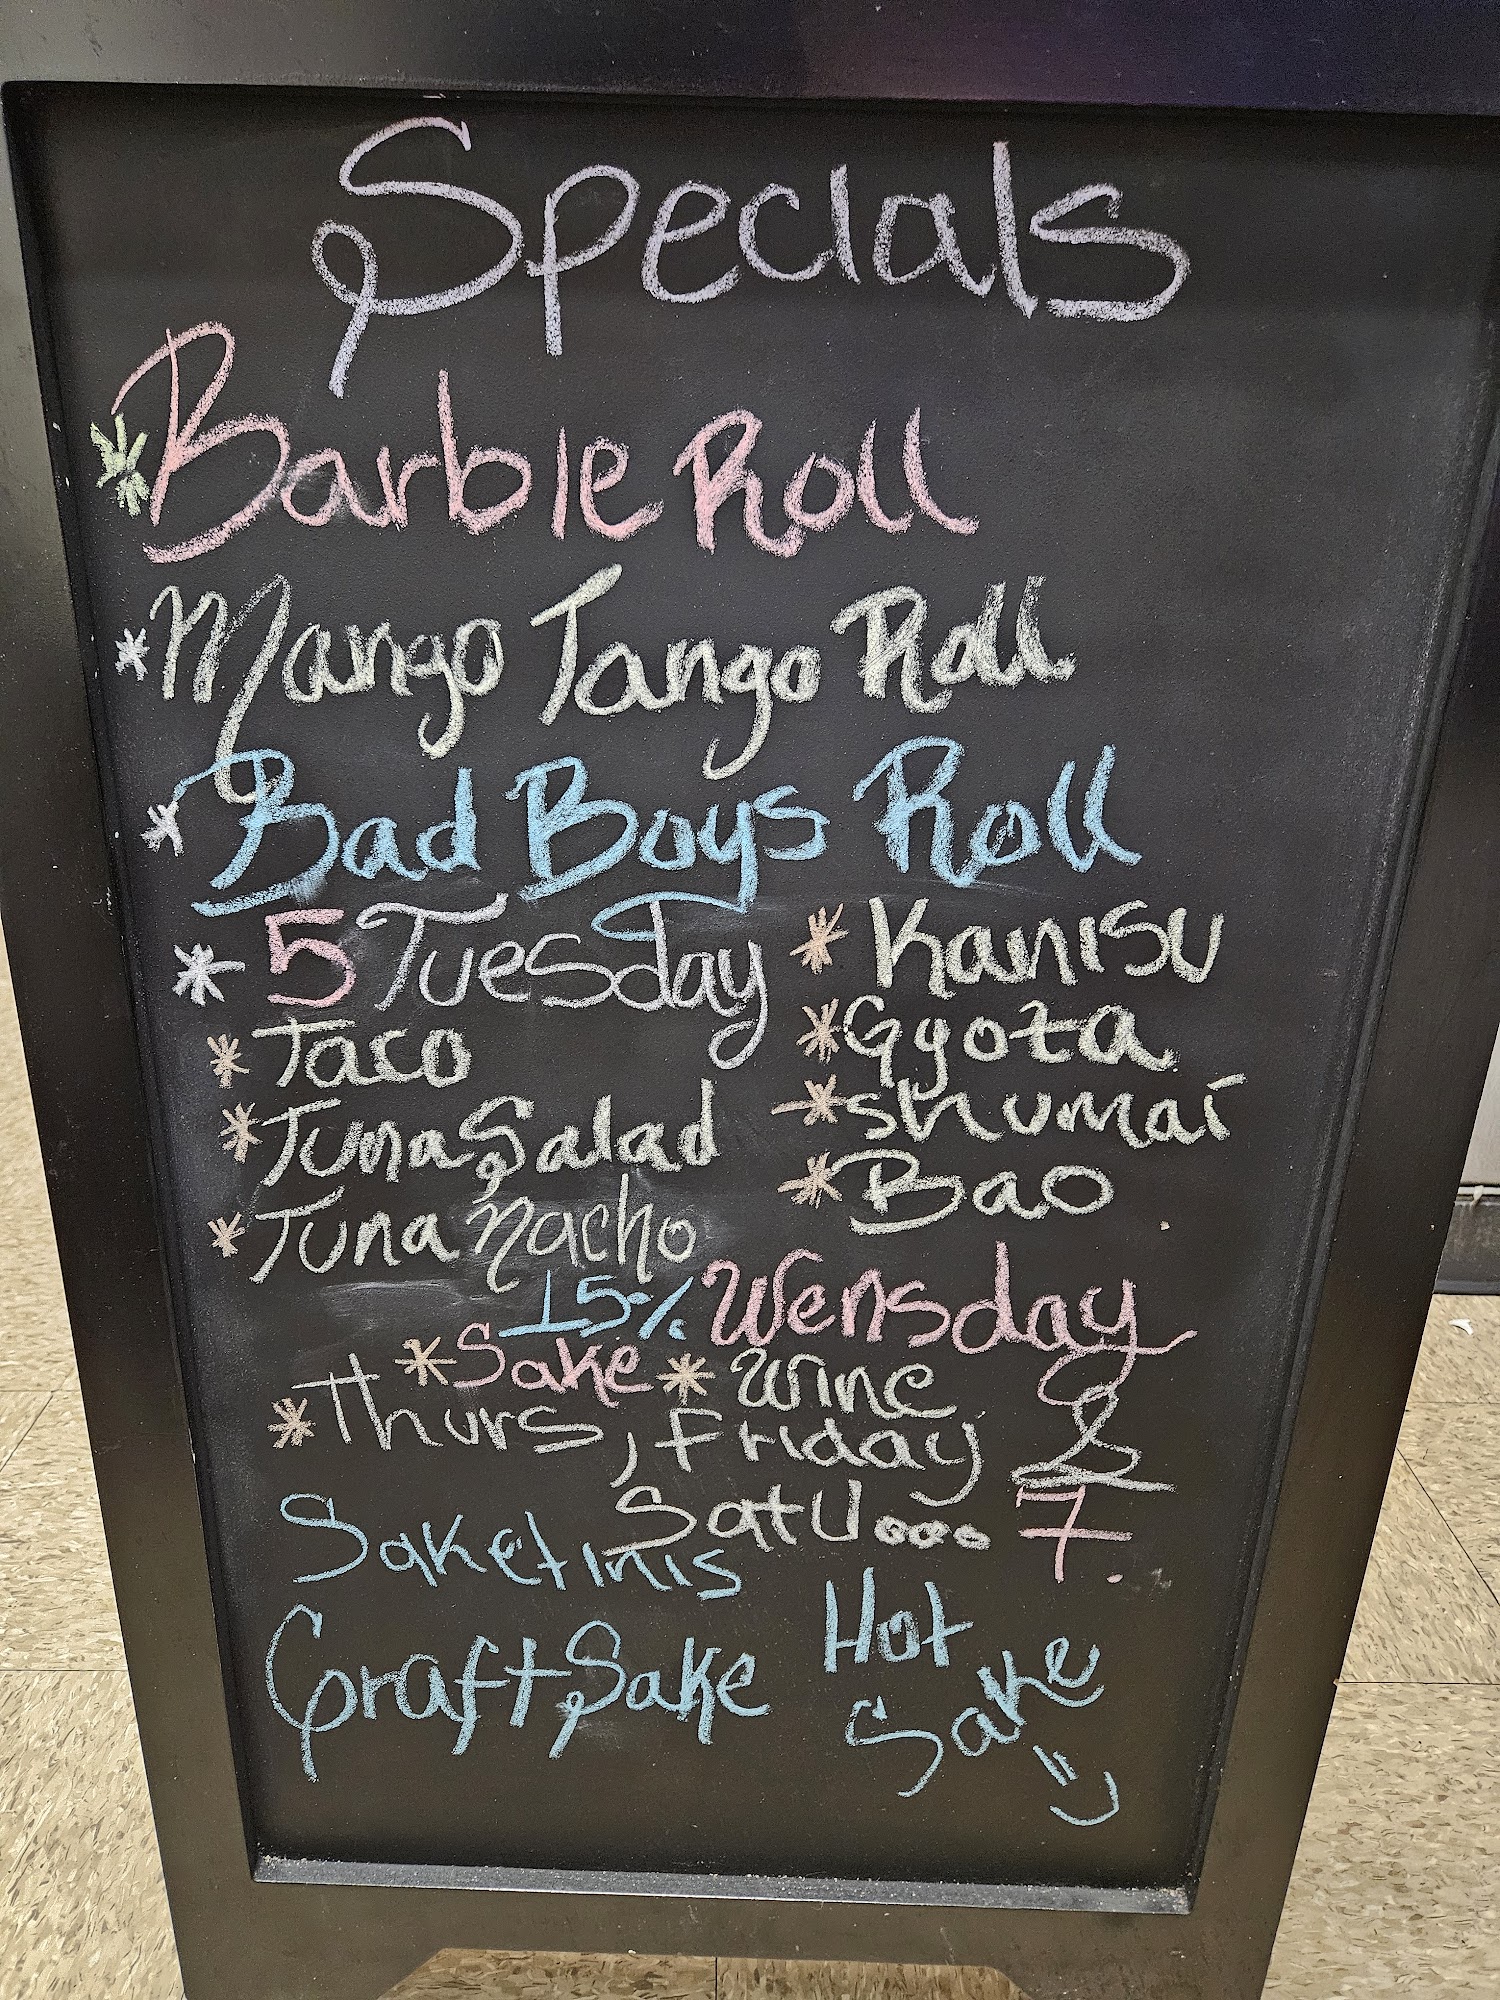 Specials
* Barbie Roll
* Mango Tango Roll
* Bad Boys Roll
* 5 Tuesday
* Taco
* Tuna Salad
* Tuna Nacho
* Kanisu
* Gyoza
* Shumai
* Bao
15% Wensday
* Sake * Wine
* Thurs, Friday &
Satuooo 7.
Saketinis
Craft Sake
Hot
Sake